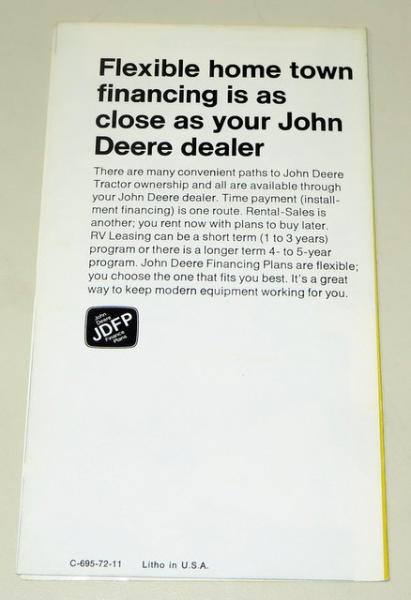 Flexible home town
financing is as
close as your John
Deere dealer
There are many convenient paths to John Deere
Tractor ownership and all are available through
your John Deere dealer. Time payment (install-
ment financing) is one route. Rental-Sales is
another; you rent now with plans to buy later.
RV Leasing can be a short term (1 to 3 years)
program or there is a longer term 4- to 5-year
program. John Deere Financing Plans are flexible;
you choose the one that fits you best. It's a great
way to keep modern equipment working for you.
John
Deere
JDFP
Finance
Plans
C-695-72-11 Litho in U.S.A.